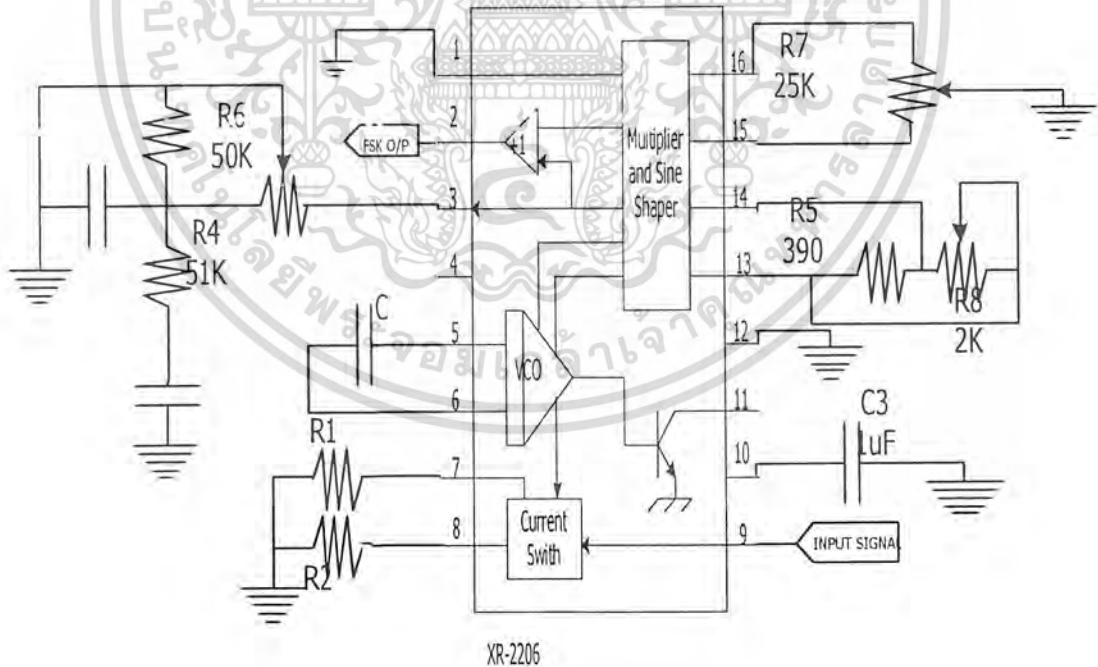 1
2
3
4
5
6
7
8
16
15
14
13
12
11
10
9
R6
50K
R4
51K
C
R1
R2
FSK O/P
+1
Multiplier
and Sine
Shaper
VCO
Current
Swith
R7
25K
R5
390
R8
2K
C3
1uF
INPUT SIGNAL
XR-2206